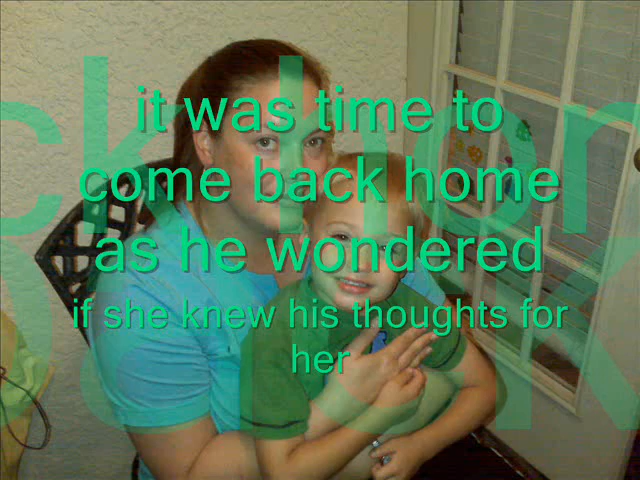 it was time to
come back home
as he wondered
if she knew his thoughts for
her